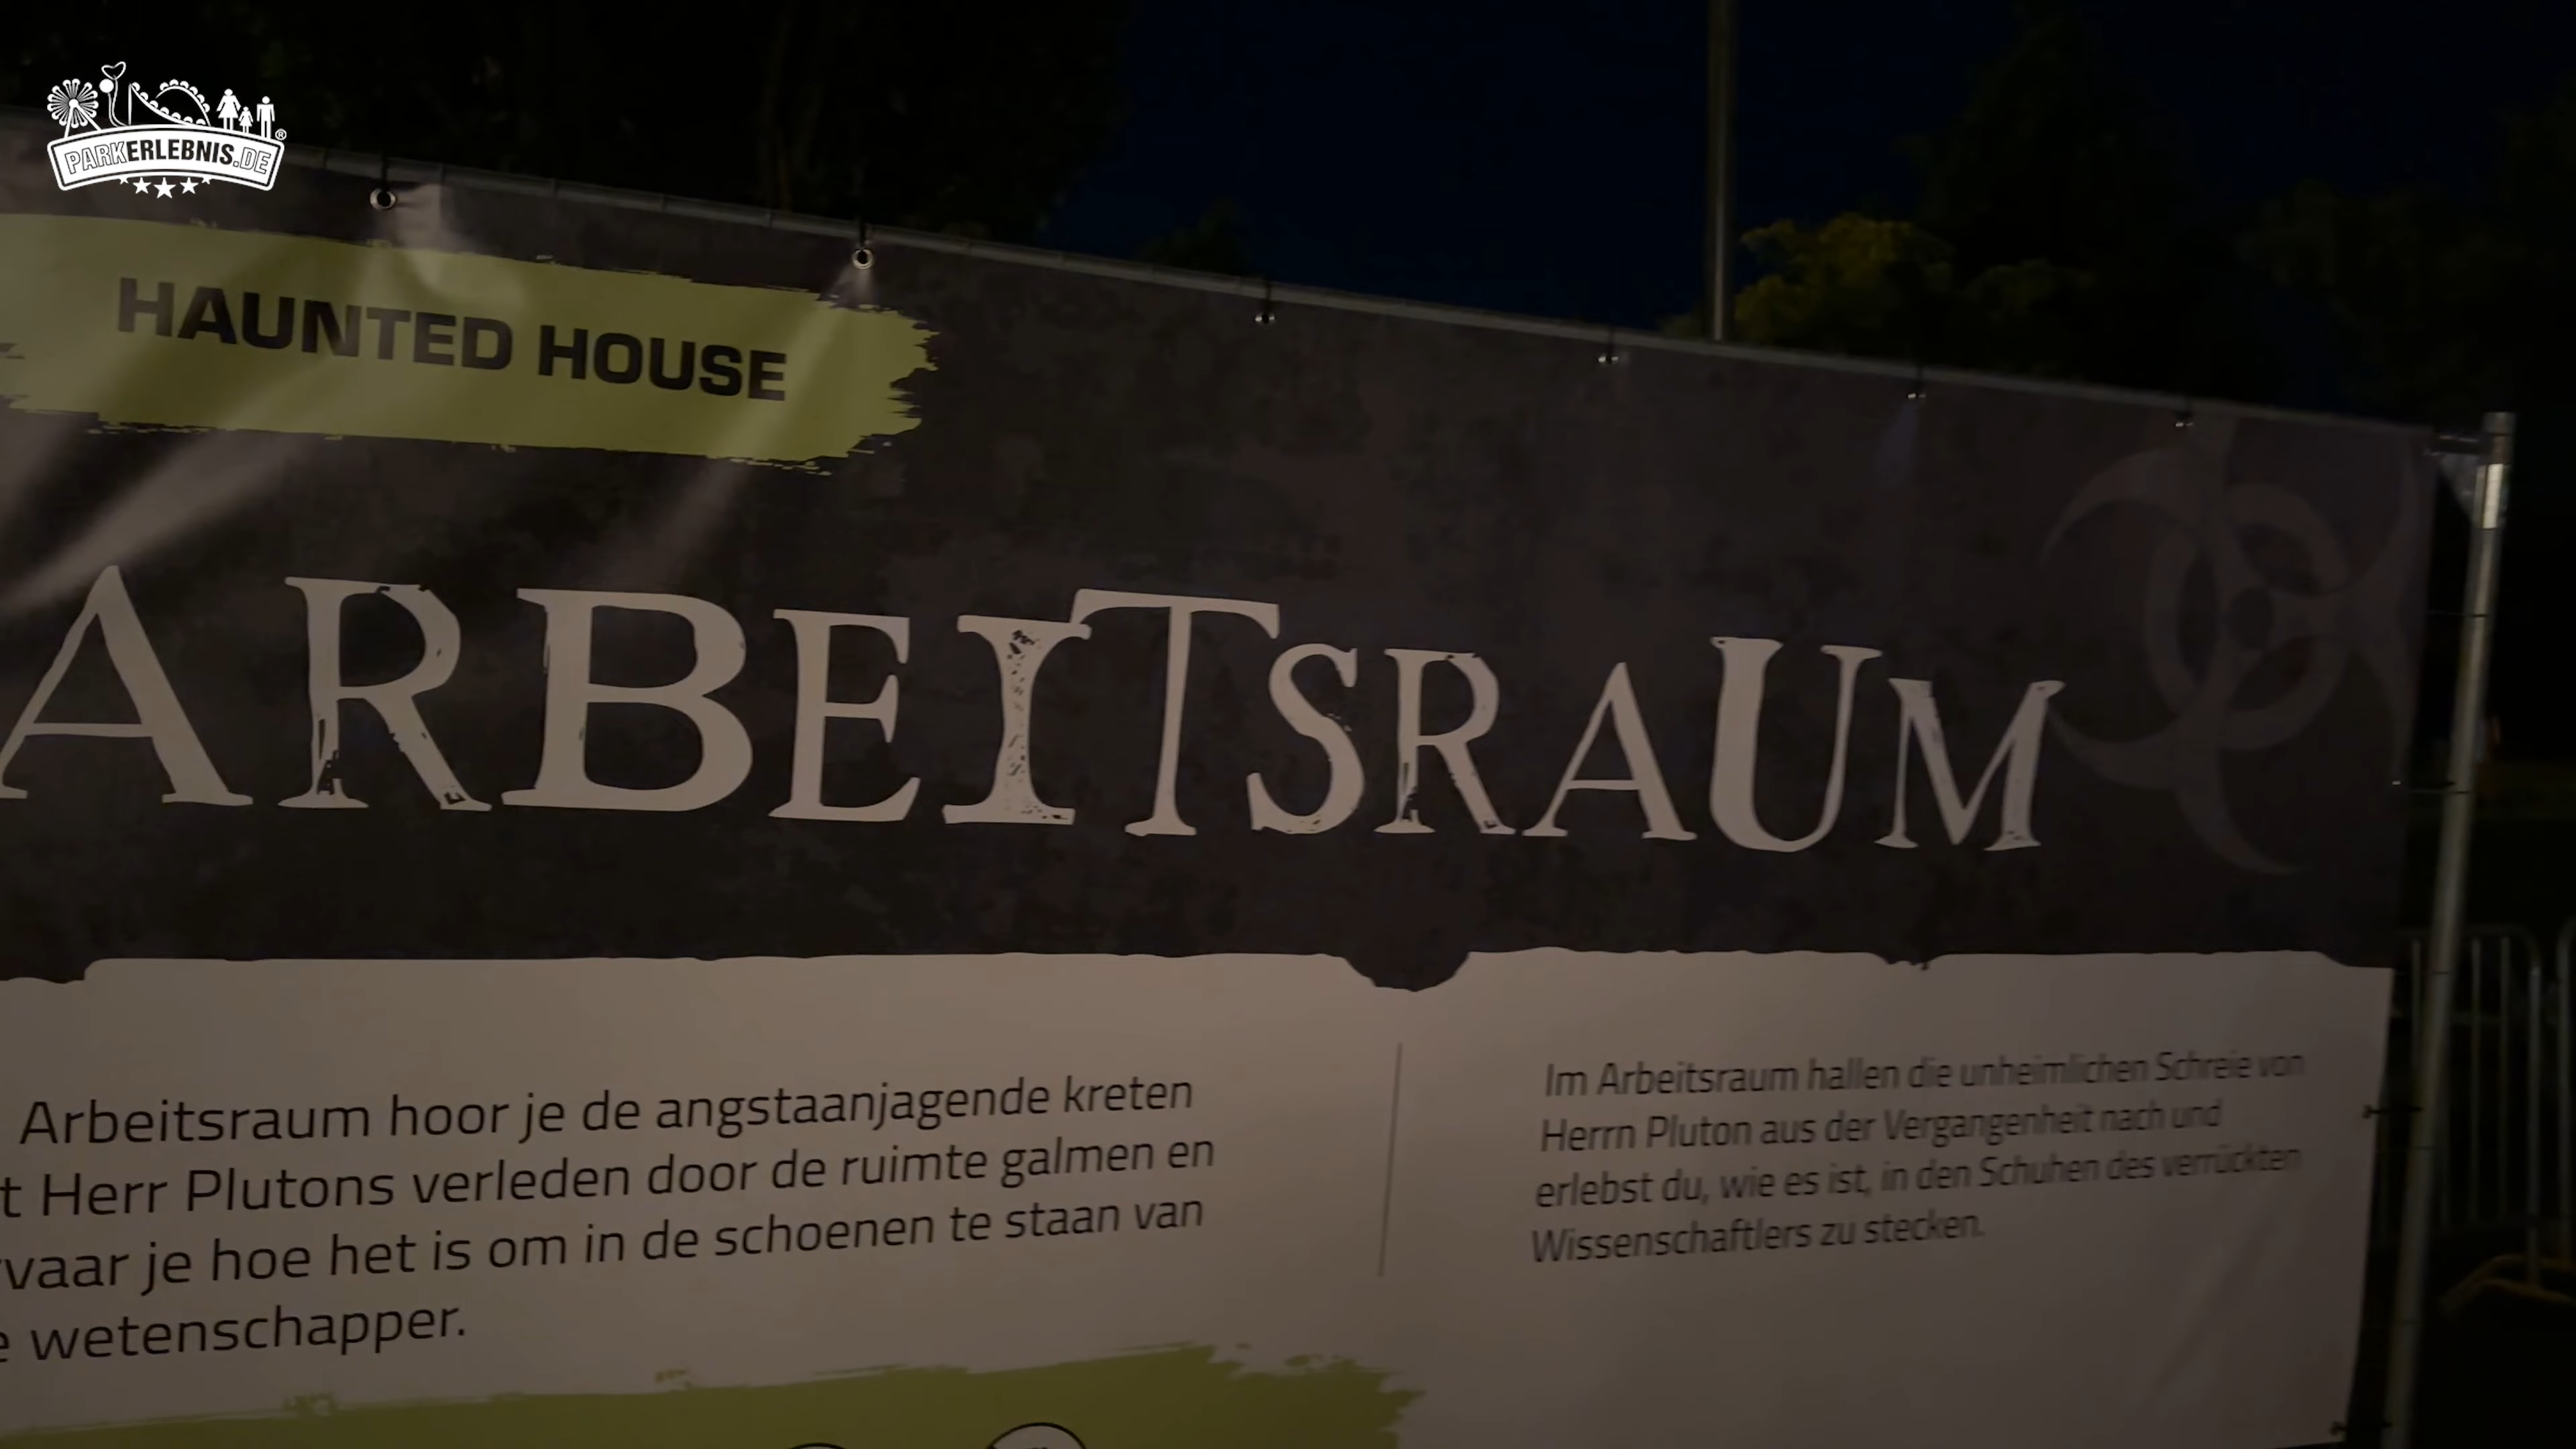 PARKERLEBNIS.DE®
HAUNTED HOUSE
ARBEITSRAUM
Arbeitsraum hoor je de angstaanjagende kreten
t Herr Plutons verleden door de ruimte galmen en
vaar je hoe het is om in de schoenen te staan van
e wetenschapper.
Im Arbeitsraum hallen die unheimlichen Schreie von
Herrn Pluton aus der Vergangenheit nach und
erlebst du, wie es ist, in den Schuhen des verrückten
Wissenschaftlers zu stecken.